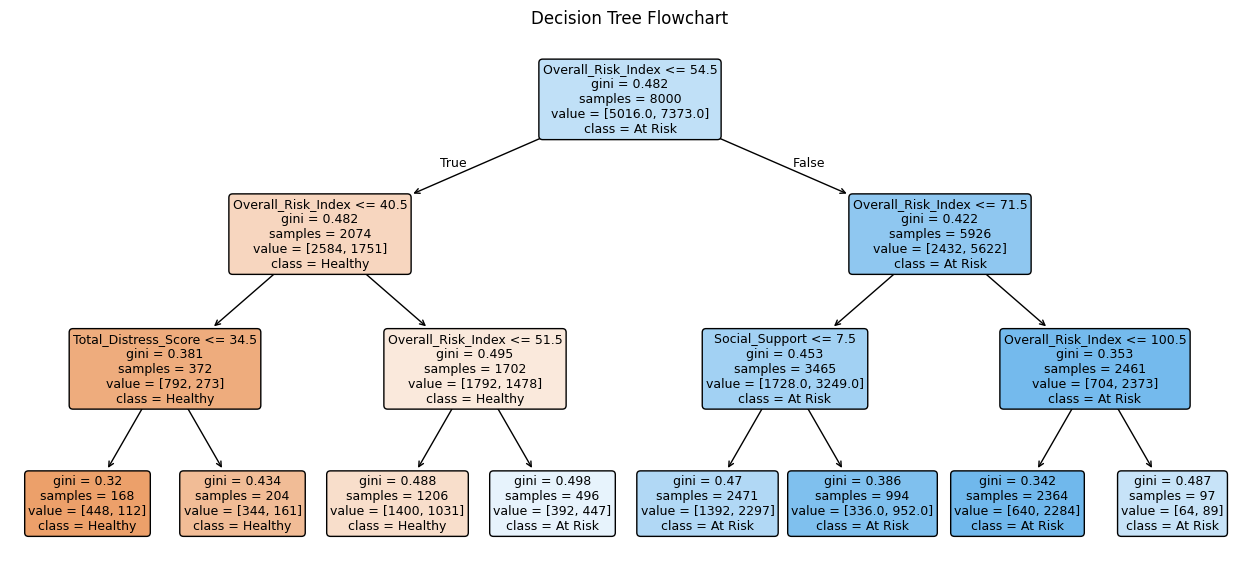 Decision Tree Flowchart
Overall_Risk_Index <= 54.5
gini = 0.482
samples = 8000
value = [5016.0, 7373.0]
class = At Risk
True
False
Overall_Risk_Index <= 40.5
gini = 0.482
samples = 2074
value = [2584, 1751]
class = Healthy
Overall_Risk_Index <= 71.5
gini = 0.422
samples = 5926
value = [2432, 5622]
class = At Risk
Total_Distress_Score <= 34.5
gini = 0.381
samples = 372
value = [792, 273]
class = Healthy
Overall_Risk_Index <= 51.5
gini = 0.495
samples = 1702
value = [1792, 1478]
class = Healthy
Social_Support <= 7.5
gini = 0.453
samples = 3465
value = [1728.0, 3249.0]
class = At Risk
Overall_Risk_Index <= 100.5
gini = 0.353
samples = 2461
value = [704, 2373]
class = At Risk
gini = 0.32
samples = 168
value = [448, 112]
class = Healthy
gini = 0.434
samples = 204
value = [344, 161]
class = Healthy
gini = 0.488
samples = 1206
value = [1400, 1031]
class = Healthy
gini = 0.498
samples = 496
value = [392, 447]
class = At Risk
gini = 0.47
samples = 2471
value = [1392, 2297]
class = At Risk
gini = 0.386
samples = 994
value = [336.0, 952.0]
class = At Risk
gini = 0.342
samples = 2364
value = [640, 2284]
class = At Risk
gini = 0.487
samples = 97
value = [64, 89]
class = At Risk